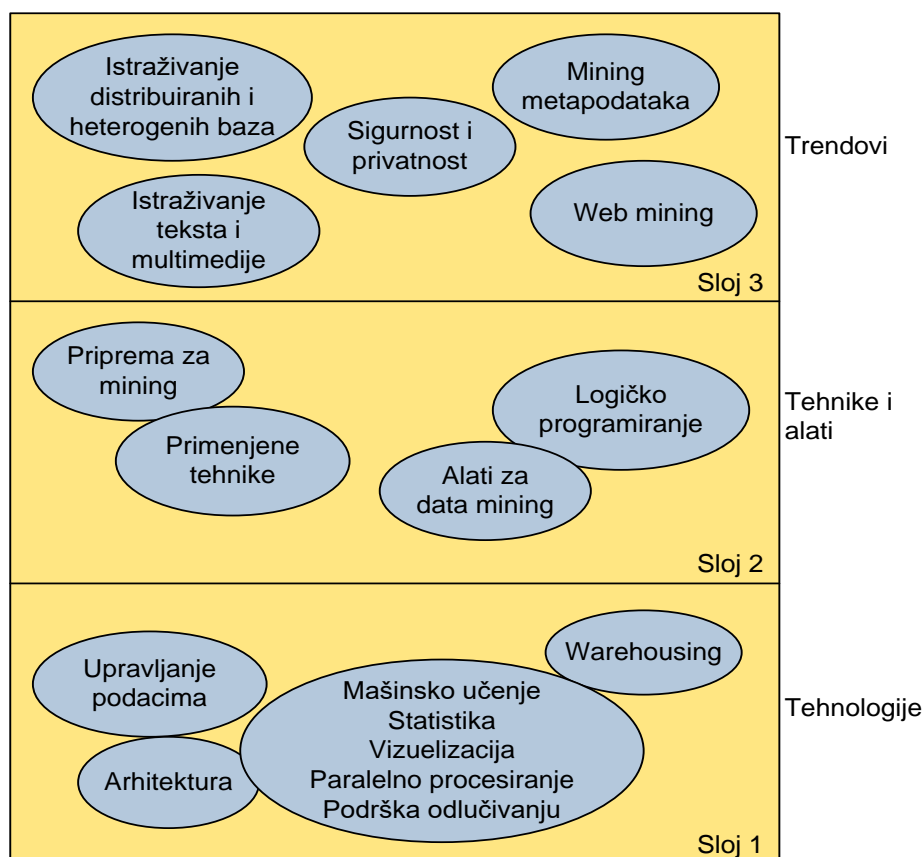 Istraživanje
distribuiranih i
heterogenih baza
Mining
metapodataka
Sigurnost i
privatnost
Trendovi
Istraživanje
teksta i
multimedije
Web mining
Sloj 3
Priprema za
mining
Logičko
programiranje
Tehnike i
alati
Primenjene
tehnike
Alati za
data mining
Sloj 2
Warehousing
Upravljanje
podacima
Mašinsko učenje
Statistika
Vizuelizacija
Paralelno procesiranje
Podrška odlučivanju
Tehnologije
Arhitektura
Sloj 1